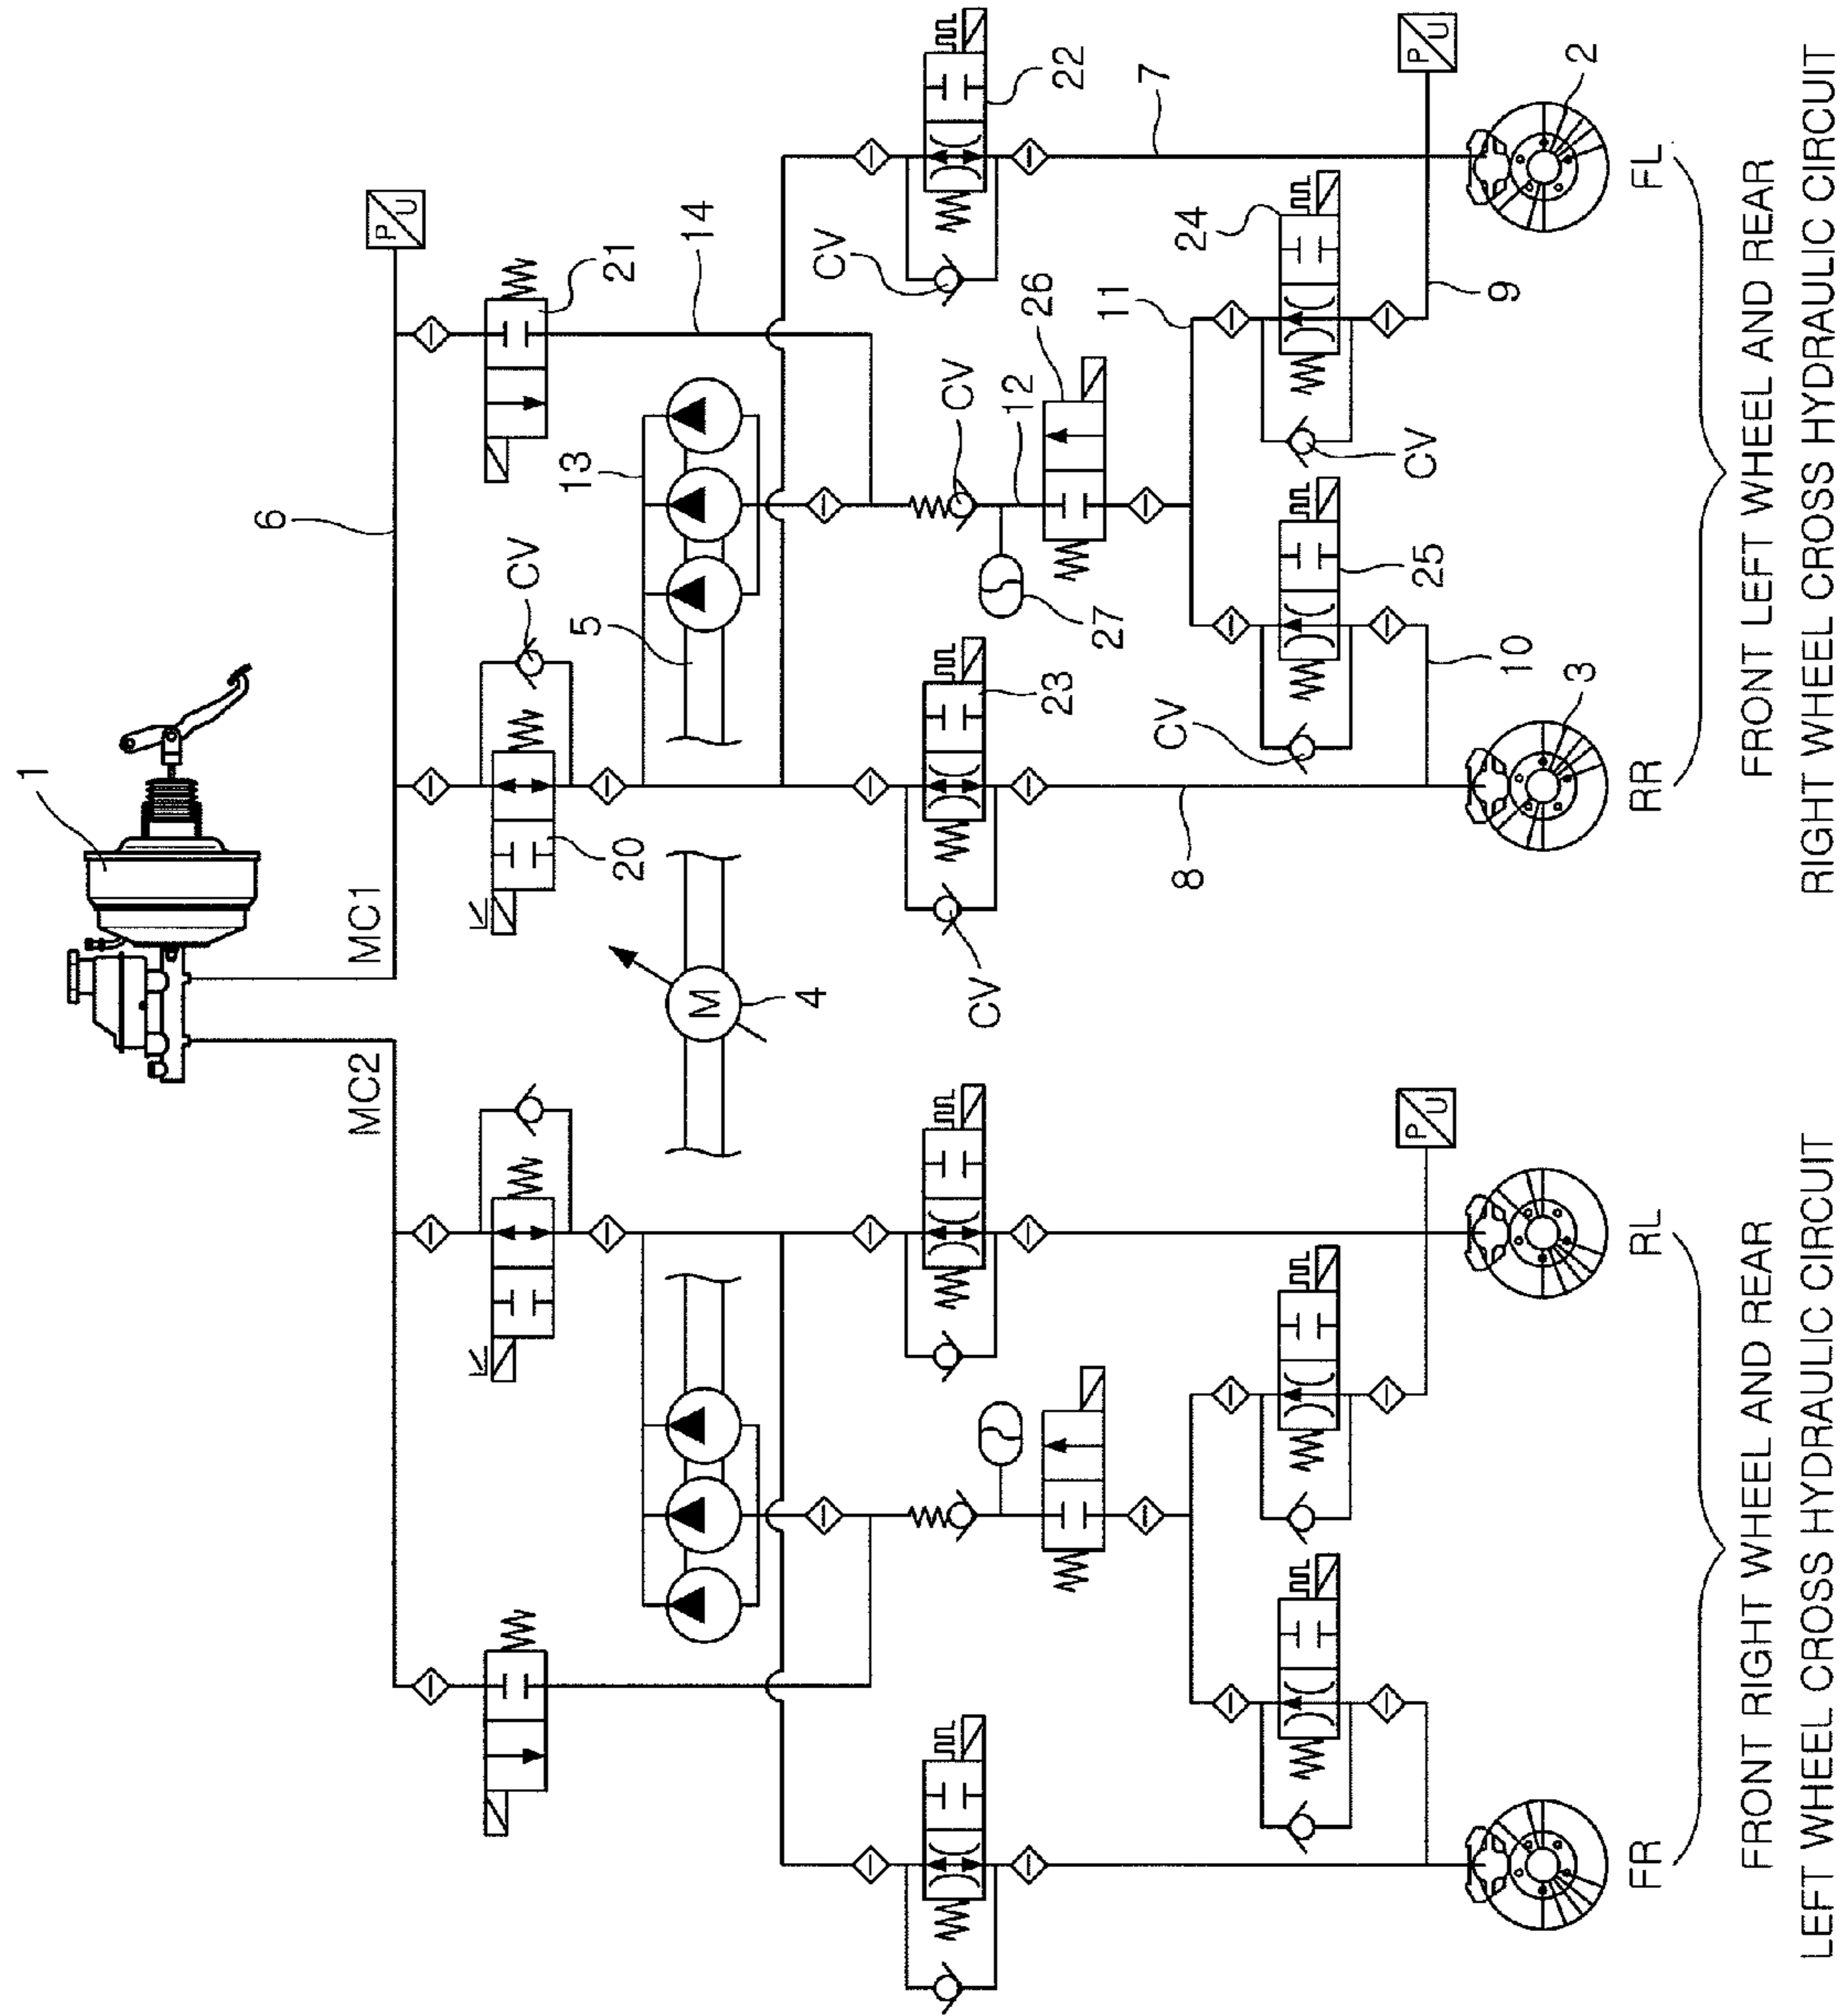 1
MC2
MC1
6
P/U
CV
21
20
5
13
14
M
4
22
CV
7
23
CV
CV
12
26
27
11
24
8
CV
25
CV
10
9
P/U
P/U
3
2
FR
RL
RR
FL
FRONT RIGHT WHEEL AND REAR
LEFT WHEEL CROSS HYDRAULIC CIRCUIT
FRONT LEFT WHEEL AND REAR
RIGHT WHEEL CROSS HYDRAULIC CIRCUIT